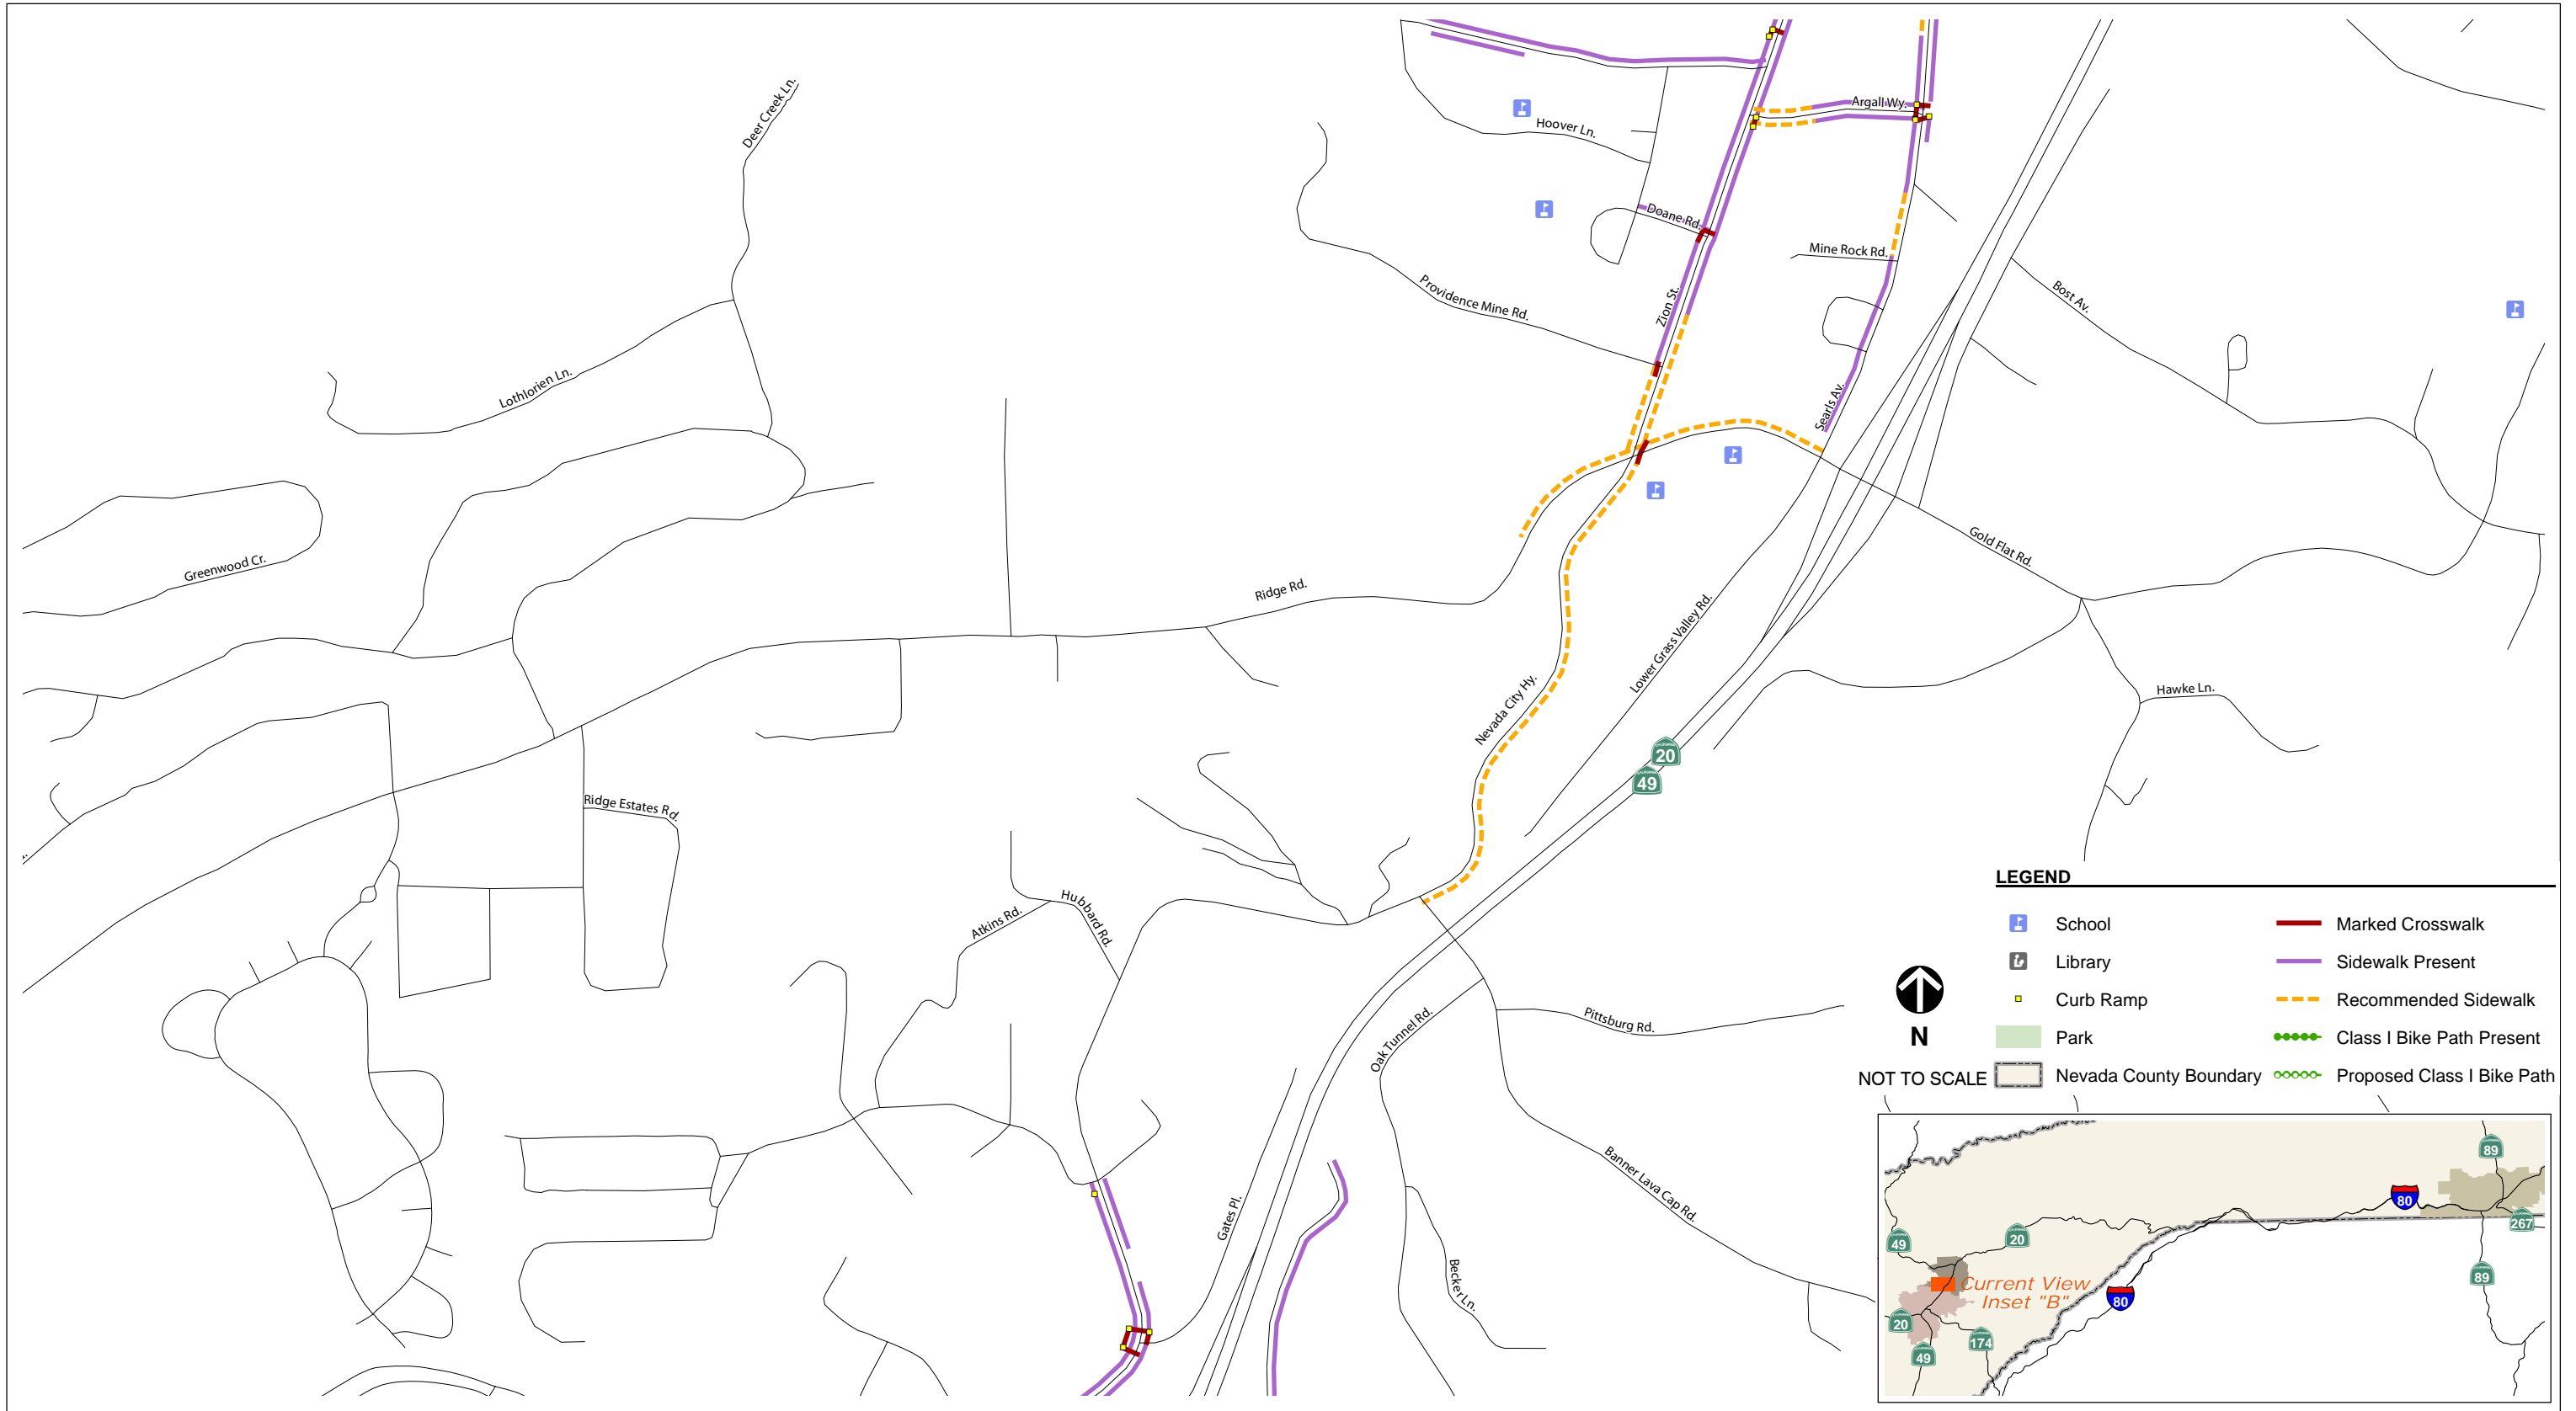 Deer Creek Ln.
Argall Wy.
Hoover Ln.
Doane Rd.
Mine Rock Rd.
Providence Mine Rd.
Zion St.
Bost Av.
Lothlorien Ln.
Searls Av.
Greenwood Cr.
Ridge Rd.
Gold Flat Rd.
Lower Grass Valley Rd.
Nevada City Hy.
Hawke Ln.
20
49
Ridge Estates Rd.
Hubbard Rd.
Atkins Rd.
Oak Tunnel Rd.
Pittsburg Rd.
Banner Lava Cap Rd.
Gates Pl.
Becker Ln.
LEGEND
School
Library
Curb Ramp
Park
Nevada County Boundary
Marked Crosswalk
Sidewalk Present
Recommended Sidewalk
Class I Bike Path Present
Proposed Class I Bike Path
N
NOT TO SCALE
89
80
267
49
20
89
80
Current View
Inset "B"
20
174
49